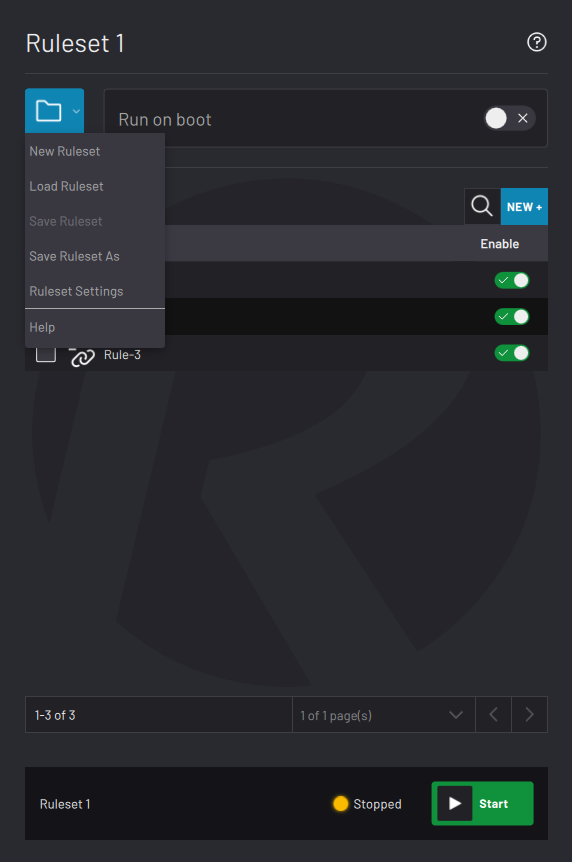 Ruleset 1
Run on boot
New Ruleset
Load Ruleset
Save Ruleset
Save Ruleset As
Ruleset Settings
Help
NEW +
Enable
Rule-3
1-3 of 3
1 of 1 page(s)
Ruleset 1
Stopped
Start